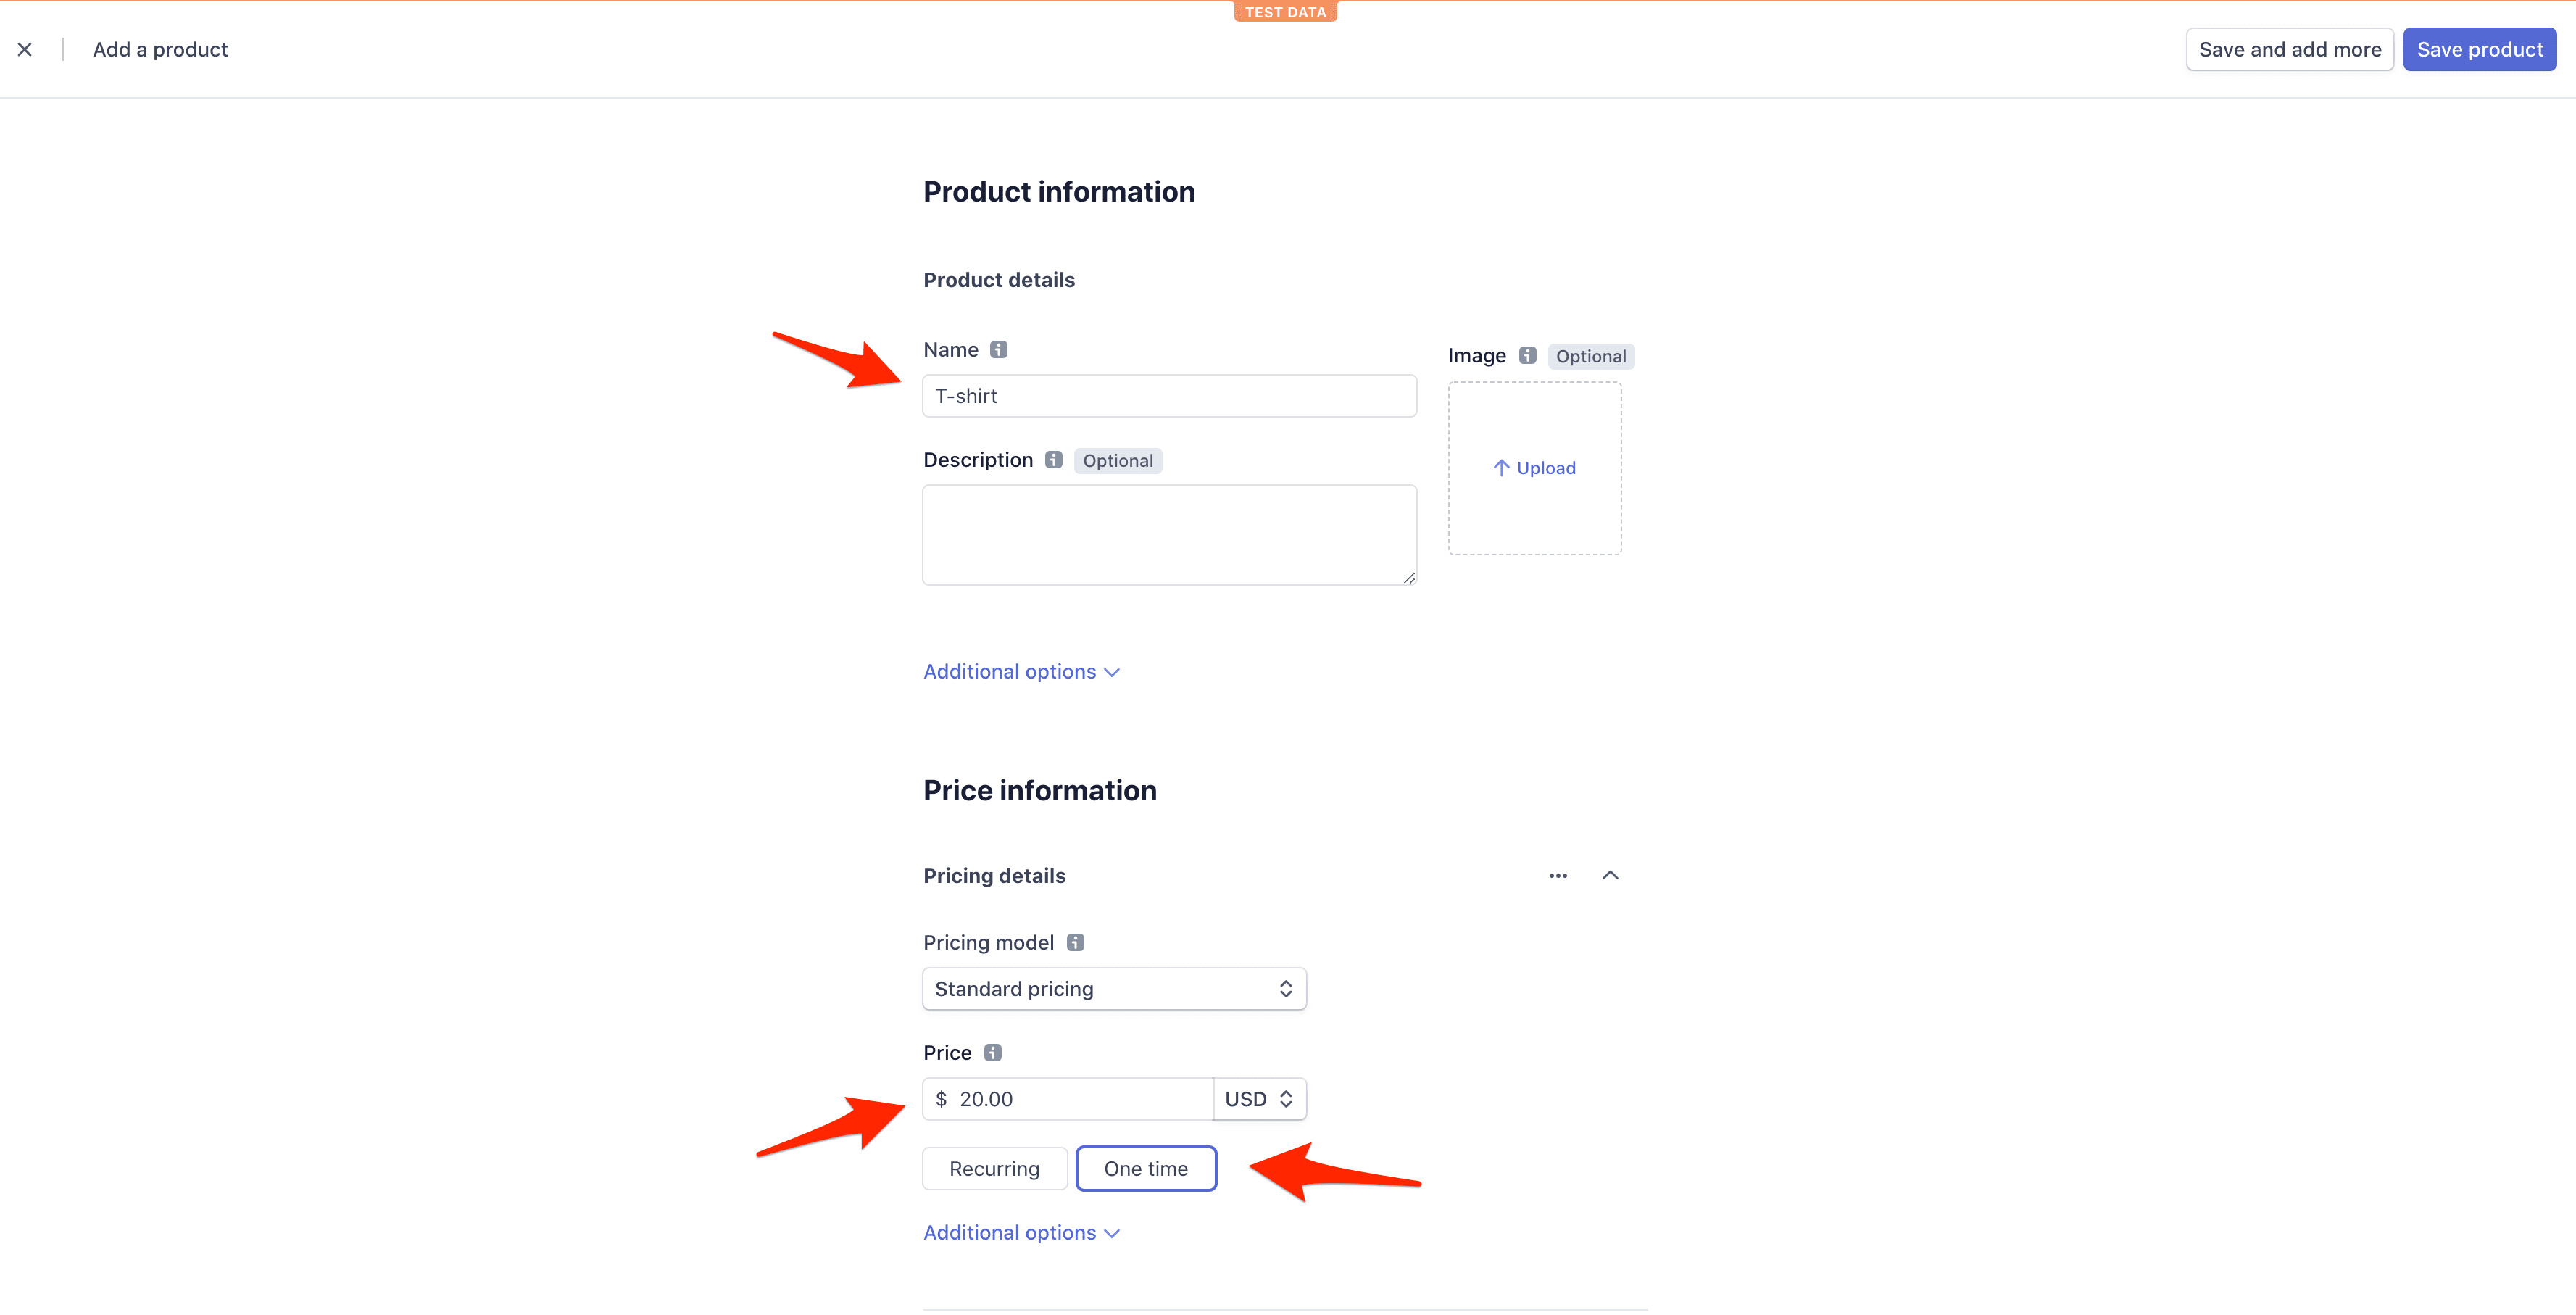 TEST DATA
Add a product
Save and add more
Save product
Product information
Product details
Name
Image Optional
T-shirt
Description Optional
Upload
Additional options
Price information
Pricing details
Pricing model
Standard pricing
Price
$ 20.00 USD
Recurring One time
Additional options